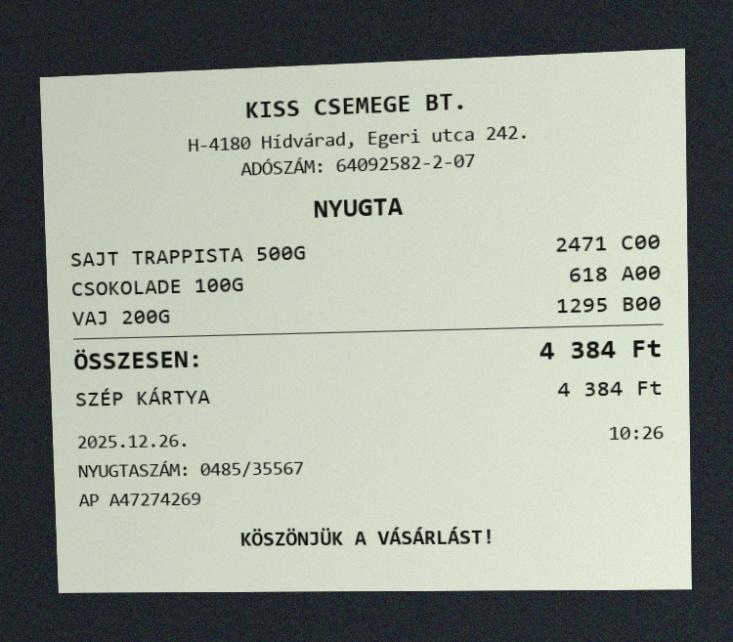 KISS CSEMEGE BT.
H-4180 Hídvárad, Egeri utca 242.
ADÓSZÁM: 64092582-2-07
NYUGTA
SAJT TRAPPISTA 500G 2471 C00
CSOKOLADE 100G 618 A00
VAJ 200G 1295 B00
ÖSSZESEN: 4 384 Ft
SZÉP KÁRTYA 4 384 Ft
2025.12.26. 10:26
NYUGTASZÁM: 0485/35567
AP A47274269
KÖSZÖNJÜK A VÁSÁRLÁST!